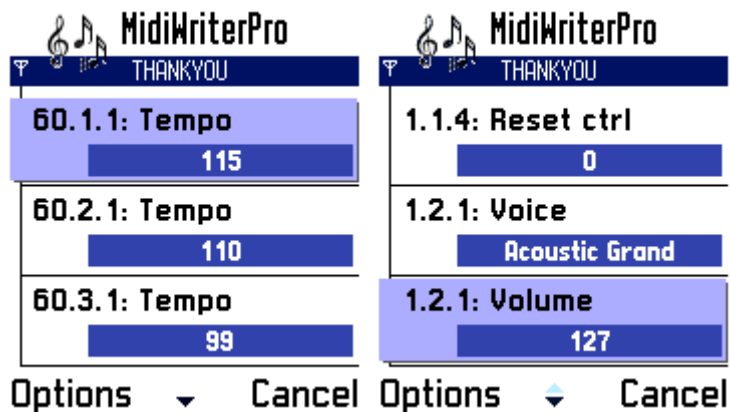 MidiWriterPro
THANKYOU
60.1.1: Tempo
115
60.2.1: Tempo
110
60.3.1: Tempo
99
Options Cancel
MidiWriterPro
THANKYOU
1.1.4: Reset ctrl
0
1.2.1: Voice
Acoustic Grand
1.2.1: Volume
127
Options Cancel